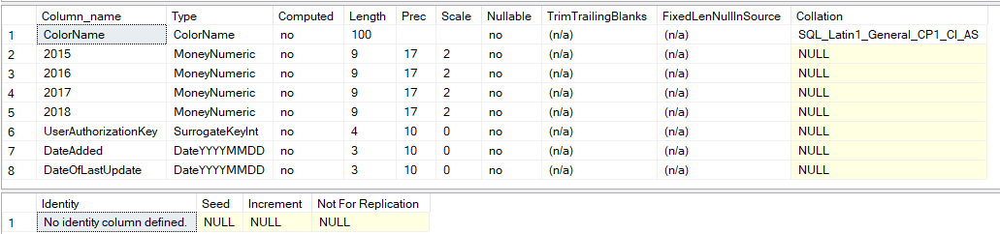 Column_name Type Computed Length Prec Scale Nullable TrimTrailingBlanks FixedLenNullInSource Collation
1 ColorName ColorName no 100 no (n/a) (n/a) SQL_Latin1_General_CP1_CI_AS
2 2015 MoneyNumeric no 9 17 2 no (n/a) (n/a) NULL
3 2016 MoneyNumeric no 9 17 2 no (n/a) (n/a) NULL
4 2017 MoneyNumeric no 9 17 2 no (n/a) (n/a) NULL
5 2018 MoneyNumeric no 9 17 2 no (n/a) (n/a) NULL
6 UserAuthorizationKey SurrogateKeyInt no 4 10 0 no (n/a) (n/a) NULL
7 DateAdded DateYYYYMMDD no 3 10 0 no (n/a) (n/a) NULL
8 DateOfLastUpdate DateYYYYMMDD no 3 10 0 no (n/a) (n/a) NULL
Identity Seed Increment Not For Replication
1 No identity column defined. NULL NULL NULL